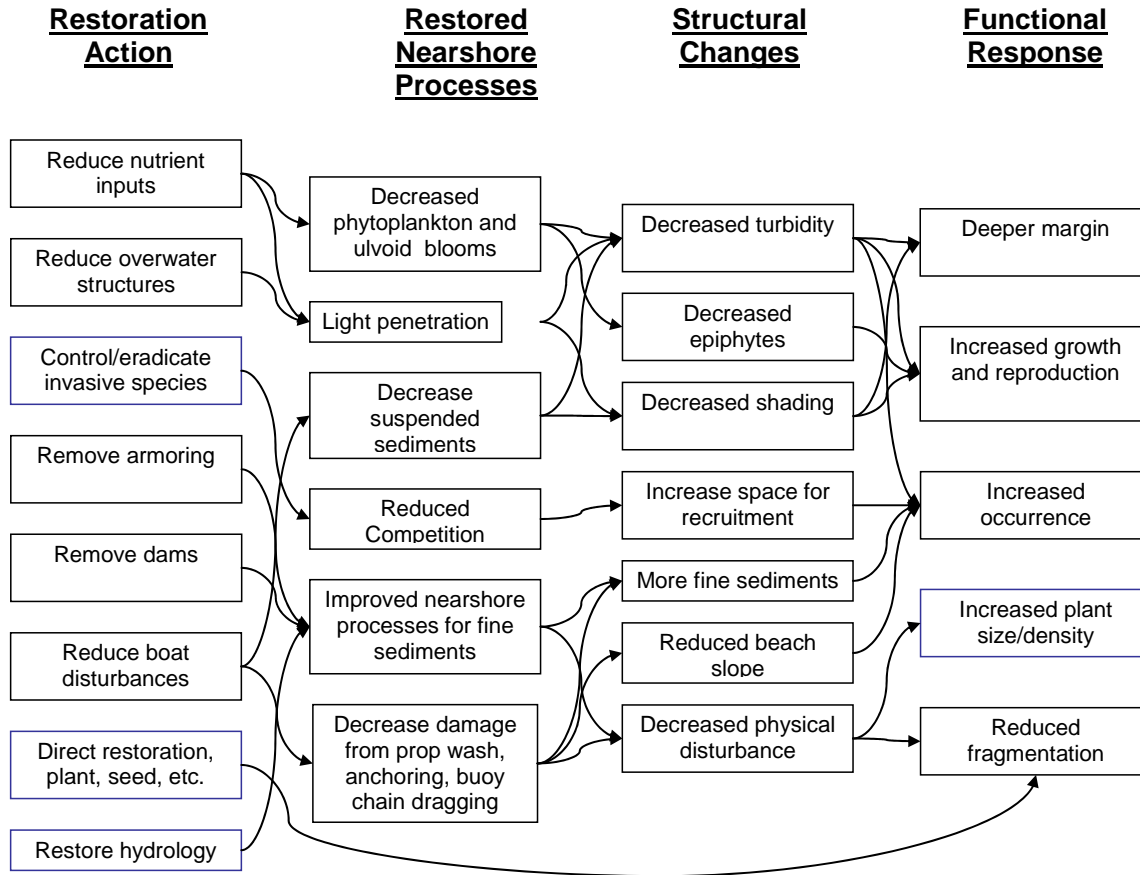 Restoration
Action
Restored
Nearshore
Processes
Structural
Changes
Functional
Response
Reduce nutrient
inputs
Reduce overwater
structures
Control/eradicate
invasive species
Remove armoring
Remove dams
Reduce boat
disturbances
Direct restoration,
plant, seed, etc.
Restore hydrology
Decreased
phytoplankton and
ulvoid blooms
Light penetration
Decrease
suspended
sediments
Reduced
Competition
Improved nearshore
processes for fine
sediments
Decrease damage
from prop wash,
anchoring, buoy
chain dragging
Decreased turbidity
Decreased
epiphytes
Decreased shading
Increase space for
recruitment
More fine sediments
Reduced beach
slope
Decreased physical
disturbance
Deeper margin
Increased growth
and reproduction
Increased
occurrence
Increased plant
size/density
Reduced
fragmentation